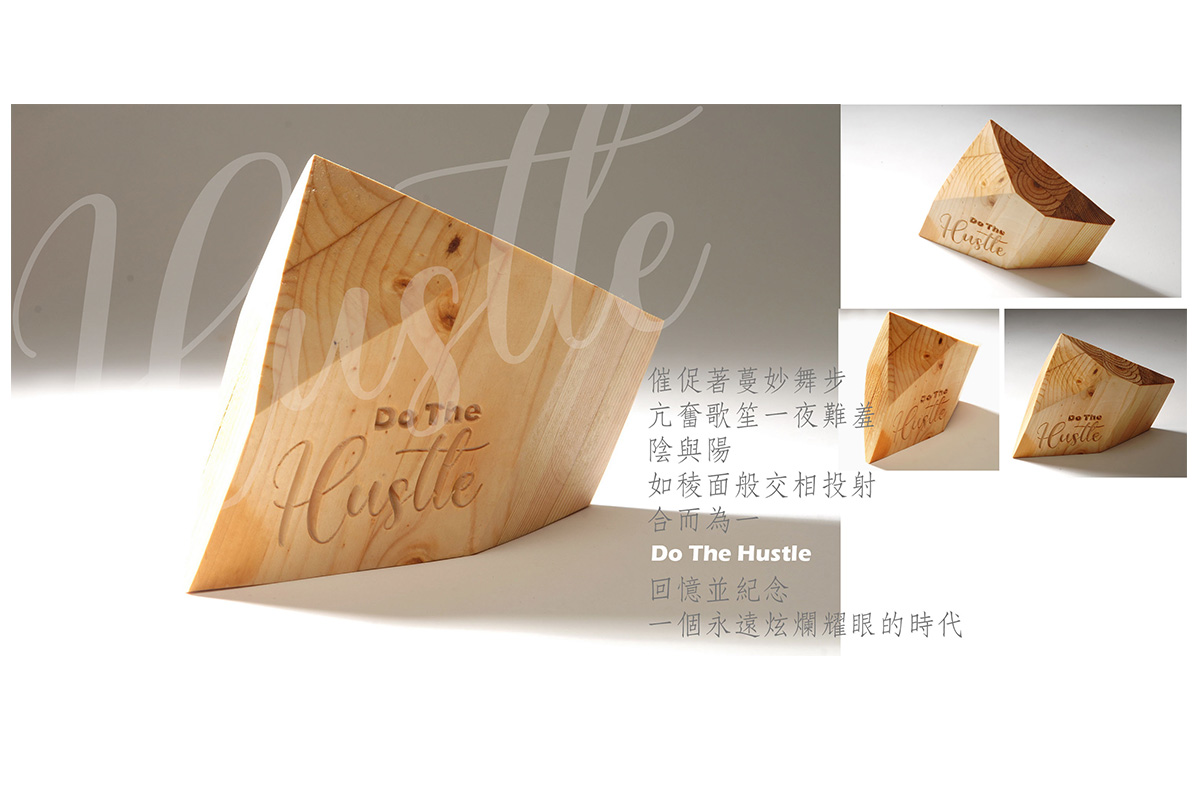 Hustle
Do The
Hustle
Do The
Hustle
Do The
Hustle
Do The
Hustle
催促著蔓妙舞步
亢奮歌笙一夜難羞
陰與陽
如稜面般交相投射
合而為一
Do The Hustle
回憶並紀念
一個永遠炫爛耀眼的時代